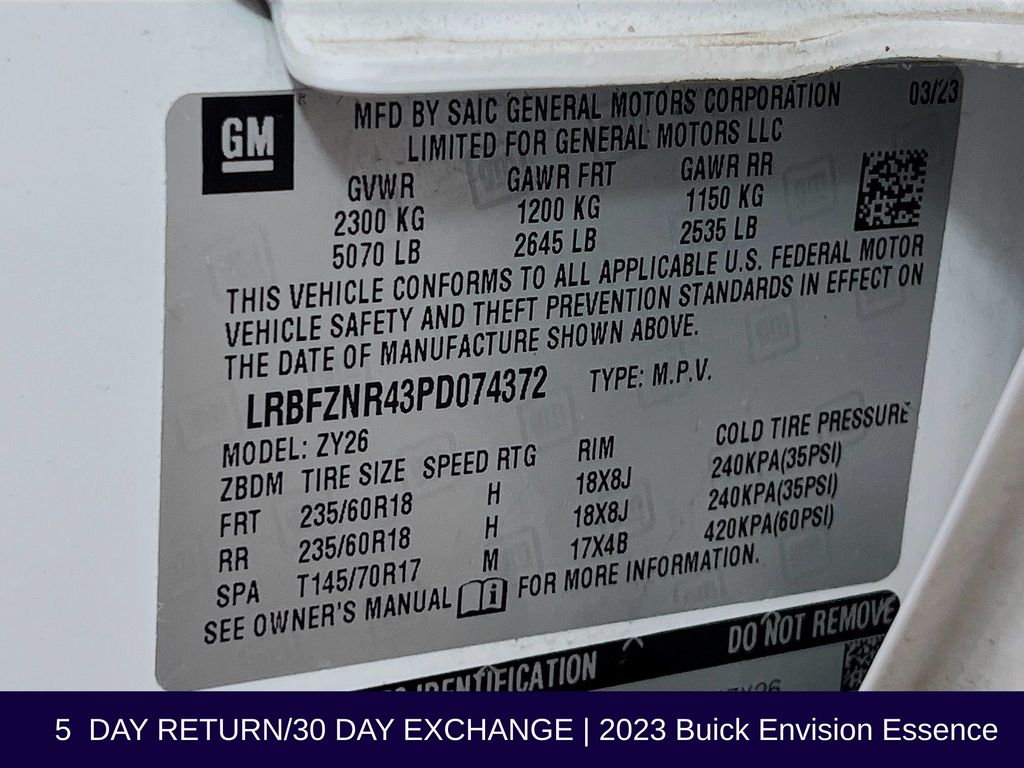 GM
MFD BY SAIC GENERAL MOTORS CORPORATION 03/23
LIMITED FOR GENERAL MOTORS LLC
GVWR GAWR FRT GAWR RR
2300 KG 1200 KG 1150 KG
5070 LB 2645 LB 2535 LB
THIS VEHICLE CONFORMS TO ALL APPLICABLE U.S. FEDERAL MOTOR
VEHICLE SAFETY AND THEFT PREVENTION STANDARDS IN EFFECT ON
THE DATE OF MANUFACTURE SHOWN ABOVE.
LRBFZNR43PD074372 TYPE: M.P.V.
MODEL: ZY26
ZBDM TIRE SIZE SPEED RTG RIM COLD TIRE PRESSURE
FRT 235/60R18 H 18X8J 240KPA(35PSI)
RR 235/60R18 H 18X8J 240KPA(35PSI)
SPA T145/70R17 M 17X4B 420KPA(60PSI)
SEE OWNER'S MANUAL FOR MORE INFORMATION.
IDENTIFICATION DO NOT REMOVE
5 DAY RETURN/30 DAY EXCHANGE | 2023 Buick Envision Essence